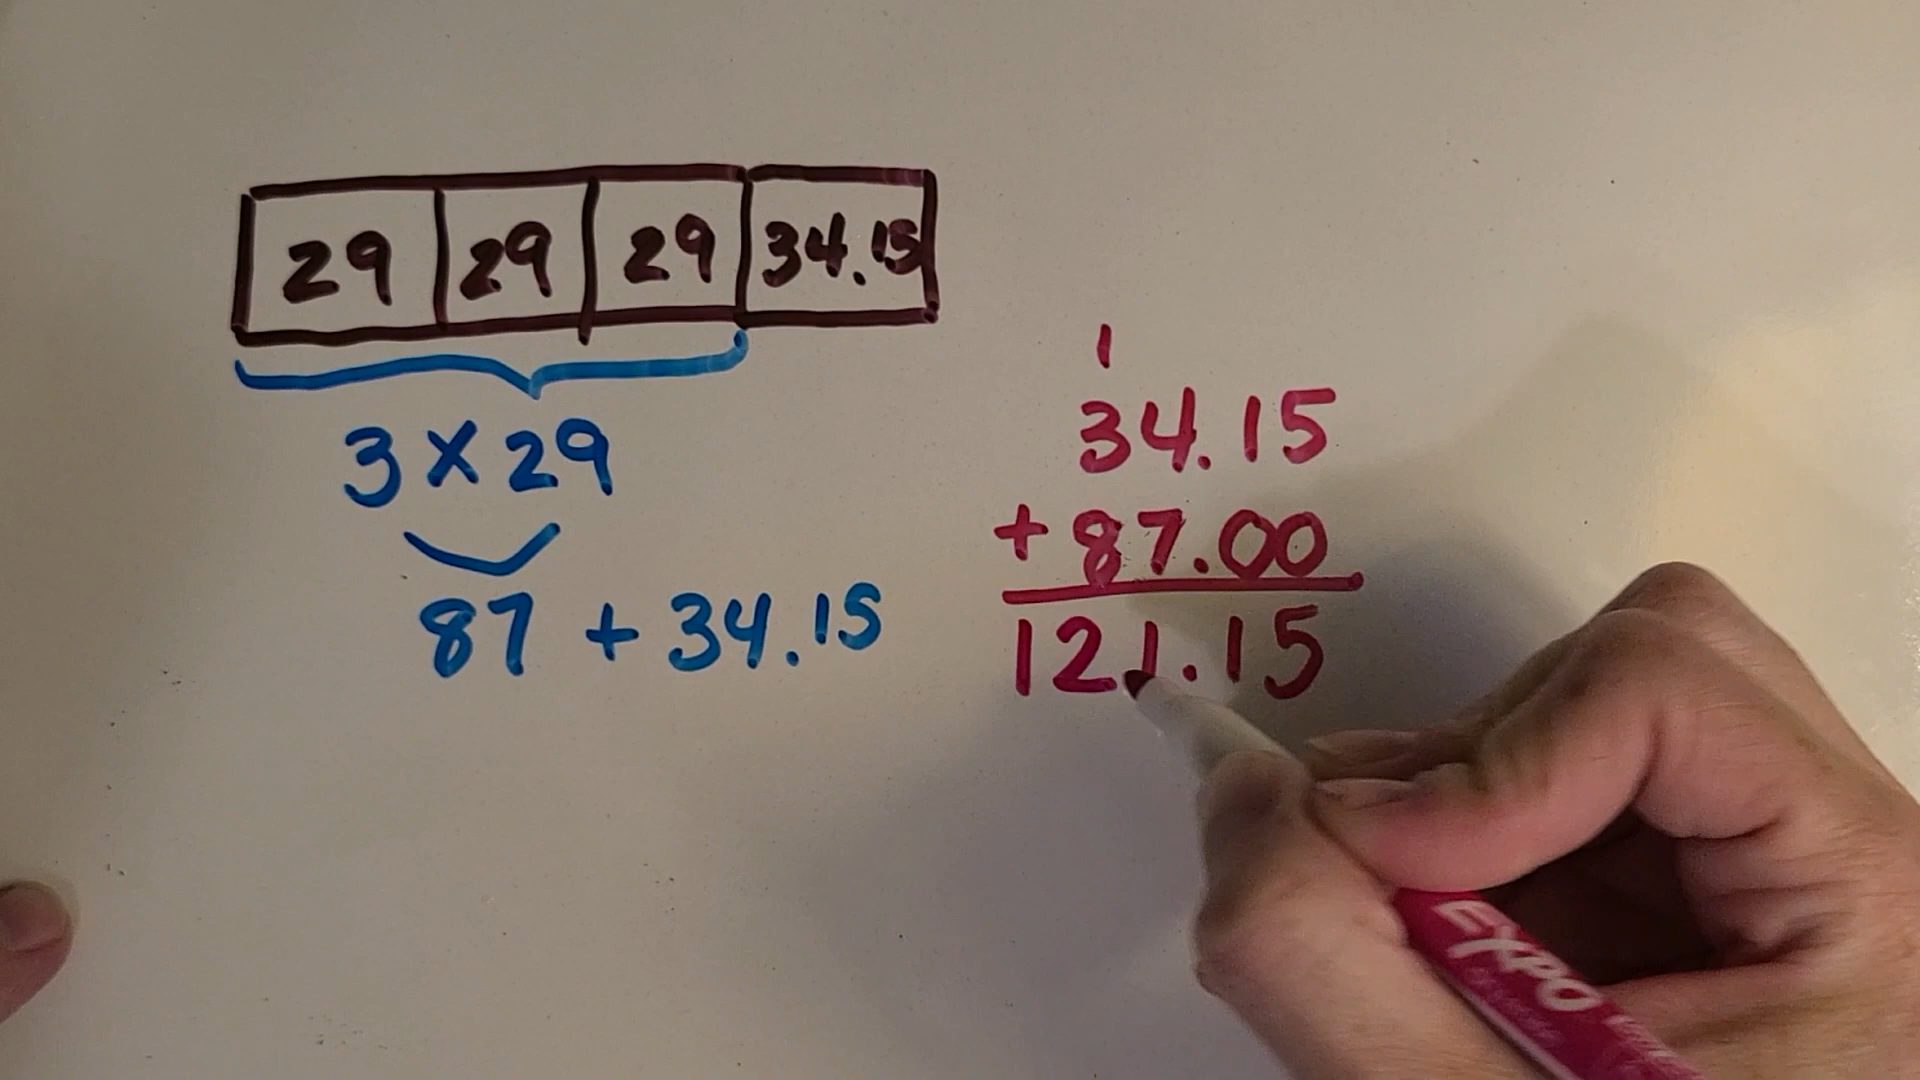 29 29 29 34.15
3 × 29
87 + 34.15
1
34.15
+ 87.00
121.15
EXPO